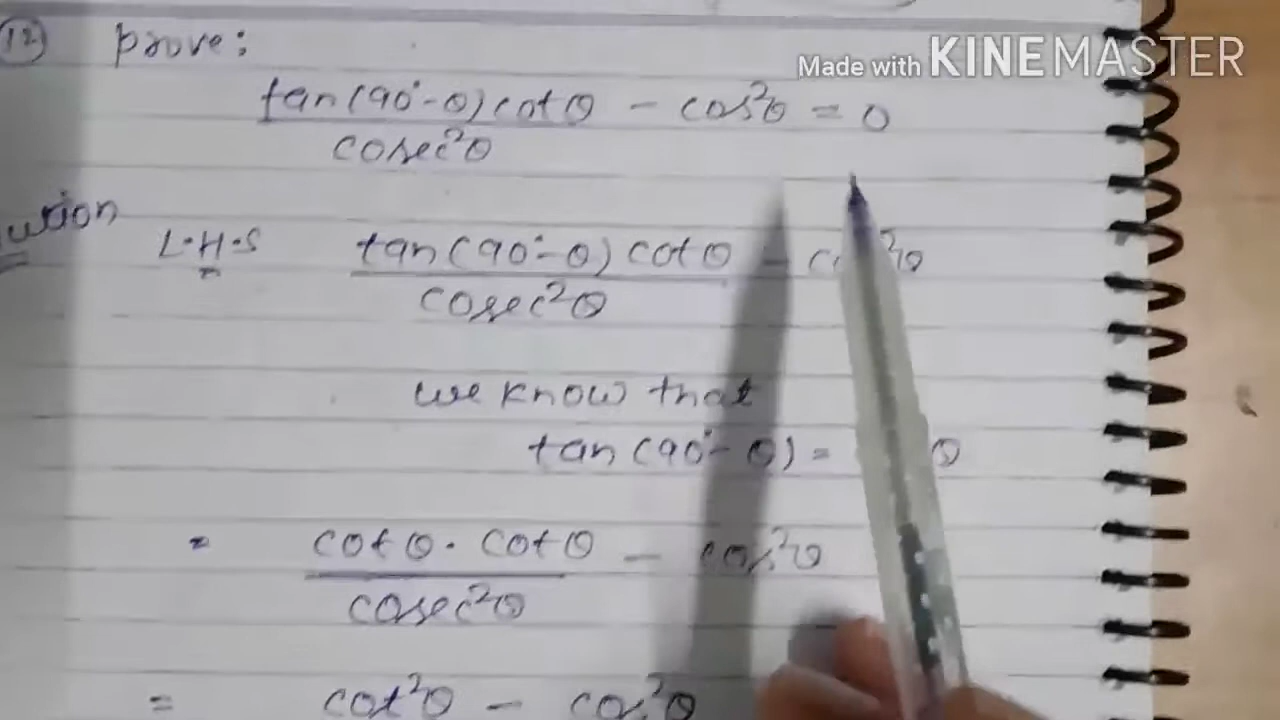 12 prove:
Made with KINEMASTER
tan(90°-θ)cotθ - cos²θ = 0
cosec²θ
L.H.S tan(90°-θ) cotθ - θ
cosec²θ
we know that
tan(90°-θ) = θ
= cotθ. cotθ - cos²θ
cosec²θ
= cot²θ - cos²θ